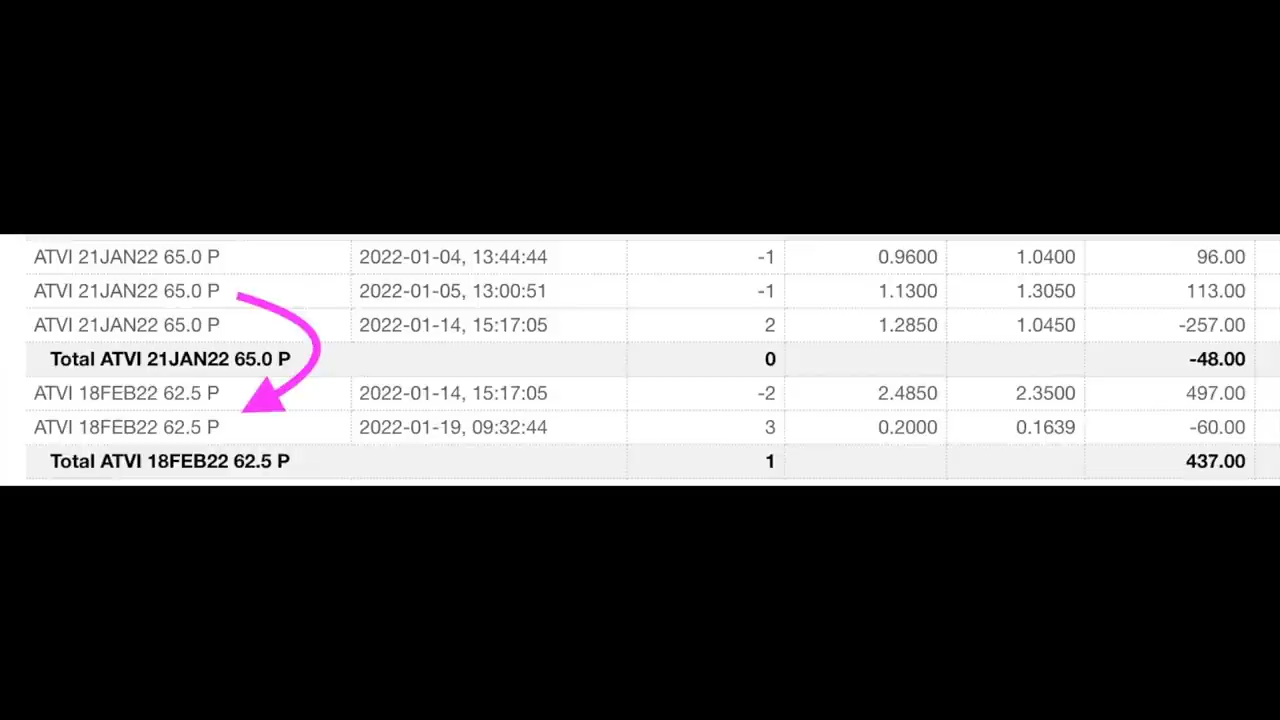 ATVI 21JAN22 65.0 P 2022-01-04, 13:44:44 -1 0.9600 1.0400 96.00
ATVI 21JAN22 65.0 P 2022-01-05, 13:00:51 -1 1.1300 1.3050 113.00
ATVI 21JAN22 65.0 P 2022-01-14, 15:17:05 2 1.2850 1.0450 -257.00
Total ATVI 21JAN22 65.0 P 0 -48.00
ATVI 18FEB22 62.5 P 2022-01-14, 15:17:05 -2 2.4850 2.3500 497.00
ATVI 18FEB22 62.5 P 2022-01-19, 09:32:44 3 0.2000 0.1639 -60.00
Total ATVI 18FEB22 62.5 P 1 437.00